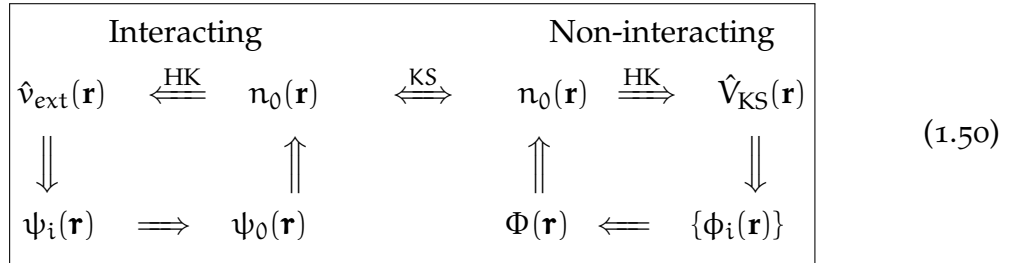 Interacting Non-interacting
v̂ext(r) ⟸HK n0(r) ⟺KS n0(r) ⟹HK V̂KS(r)
(1.50)
⇓ ⇑ ⇑ ⇓
ψi(r) ⟹ ψ0(r) Φ(r) ⟸ {ϕi(r)}